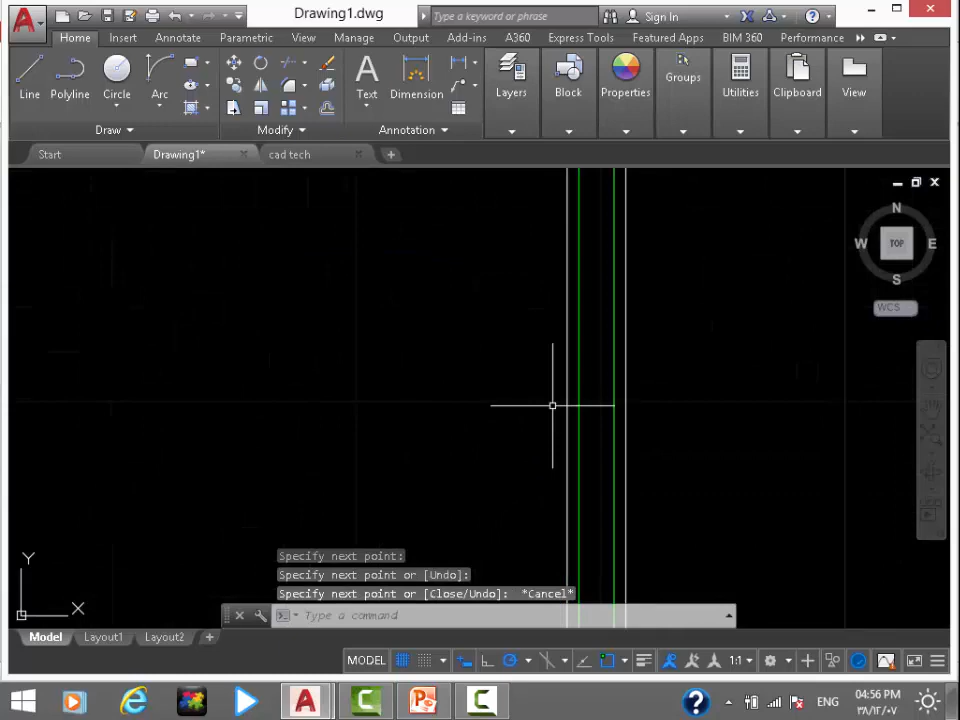 Drawing1.dwg
Type a keyword or phrase
Sign In
Home Insert Annotate Parametric View Manage Output Add-ins A360 Express Tools Featured Apps BIM 360 Performance
Line Polyline Circle Arc
Text Dimension
Layers Block Properties Groups Utilities Clipboard View
Draw Modify Annotation
Start Drawing1* cad tech
N
W TOP E
S
WCS
Y
X
Specify next point:
Specify next point or [Undo]:
Specify next point or [Close/Undo]: *Cancel*
Type a command
Model Layout1 Layout2
MODEL 1:1
ENG 04:56 PM
٣٨/١٢/٠٧